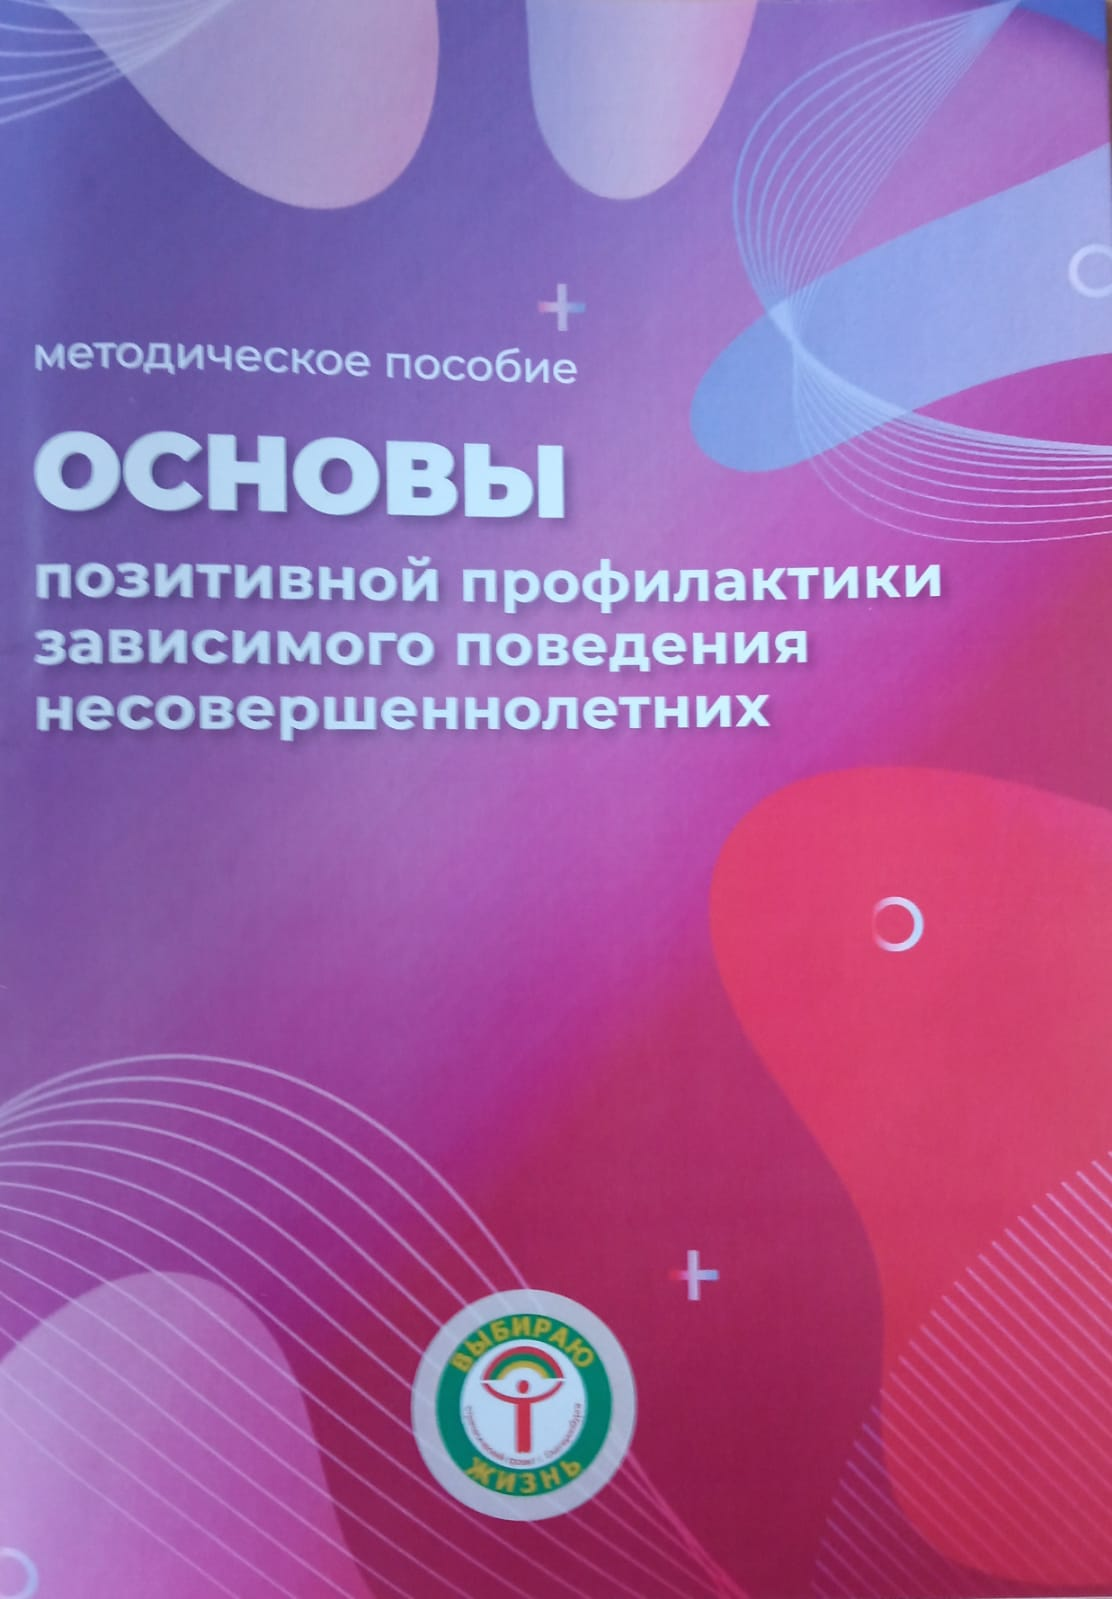 методическое пособие
ОСНОВЫ
позитивной профилактики
зависимого поведения
несовершеннолетних
ВЫБИРАЮ
ЖИЗНЬ